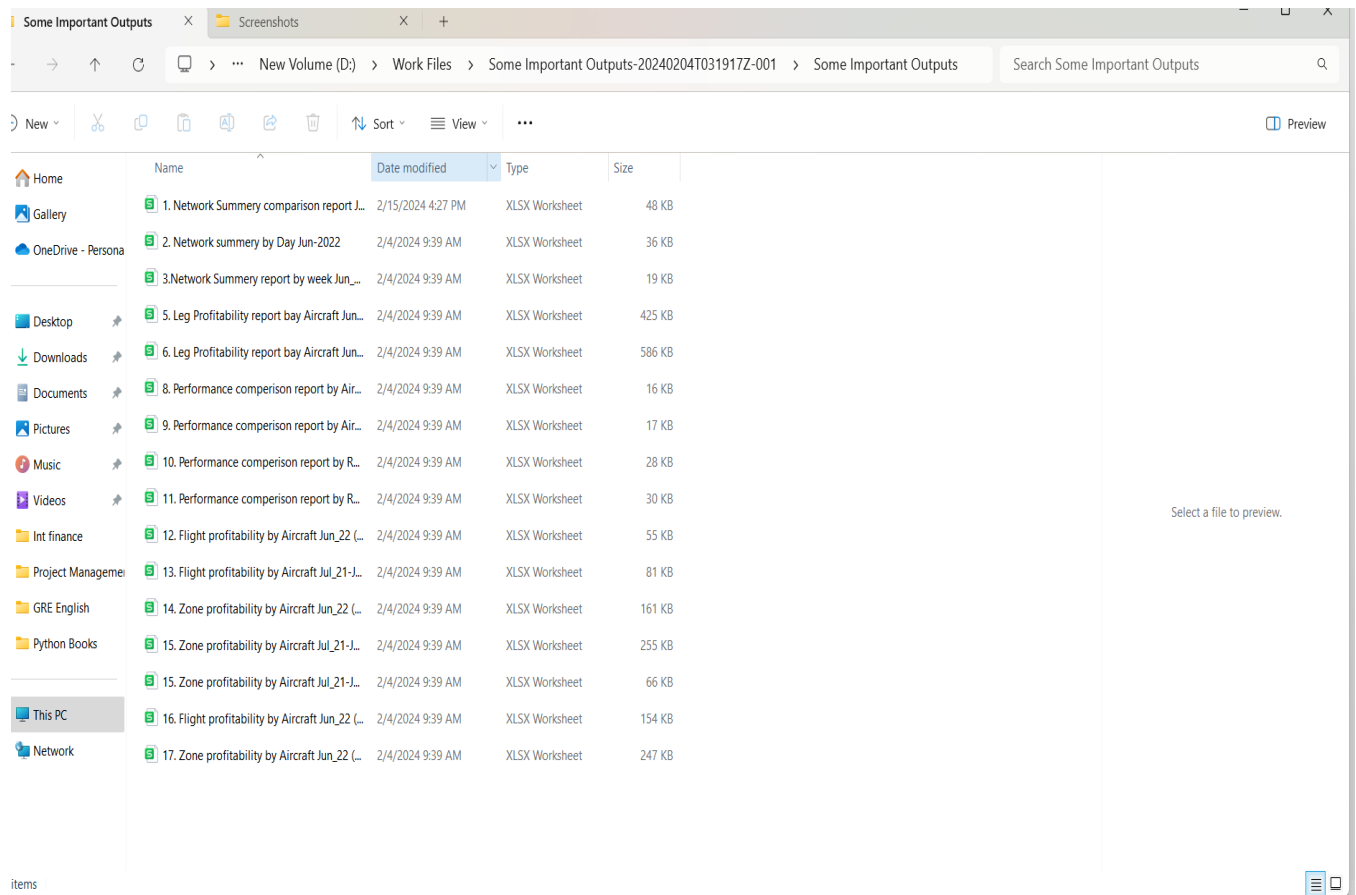 Some Important Outputs
Screenshots
New Volume (D:) > Work Files > Some Important Outputs-20240204T031917Z-001 > Some Important Outputs
Search Some Important Outputs
New
Sort
View
Preview
Name Date modified Type Size
Home
Gallery
OneDrive - Persona
Desktop
Downloads
Documents
Pictures
Music
Videos
Int finance
Project Managemer
GRE English
Python Books
This PC
Network
1. Network Summery comparison report J... 2/15/2024 4:27 PM XLSX Worksheet 48 KB
2. Network summery by Day Jun-2022 2/4/2024 9:39 AM XLSX Worksheet 36 KB
3.Network Summery report by week Jun_... 2/4/2024 9:39 AM XLSX Worksheet 19 KB
5. Leg Profitability report bay Aircraft Jun... 2/4/2024 9:39 AM XLSX Worksheet 425 KB
6. Leg Profitability report bay Aircraft Jun... 2/4/2024 9:39 AM XLSX Worksheet 586 KB
8. Performance comperison report by Air... 2/4/2024 9:39 AM XLSX Worksheet 16 KB
9. Performance comperison report by Air... 2/4/2024 9:39 AM XLSX Worksheet 17 KB
10. Performance comperison report by R... 2/4/2024 9:39 AM XLSX Worksheet 28 KB
11. Performance comperison report by R... 2/4/2024 9:39 AM XLSX Worksheet 30 KB
12. Flight profitability by Aircraft Jun_22 (... 2/4/2024 9:39 AM XLSX Worksheet 55 KB
13. Flight profitability by Aircraft Jul_21-J... 2/4/2024 9:39 AM XLSX Worksheet 81 KB
14. Zone profitability by Aircraft Jun_22 (... 2/4/2024 9:39 AM XLSX Worksheet 161 KB
15. Zone profitability by Aircraft Jul_21-J... 2/4/2024 9:39 AM XLSX Worksheet 255 KB
15. Zone profitability by Aircraft Jul_21-J... 2/4/2024 9:39 AM XLSX Worksheet 66 KB
16. Flight profitability by Aircraft Jun_22 (... 2/4/2024 9:39 AM XLSX Worksheet 154 KB
17. Zone profitability by Aircraft Jun_22 (... 2/4/2024 9:39 AM XLSX Worksheet 247 KB
Select a file to preview.
items